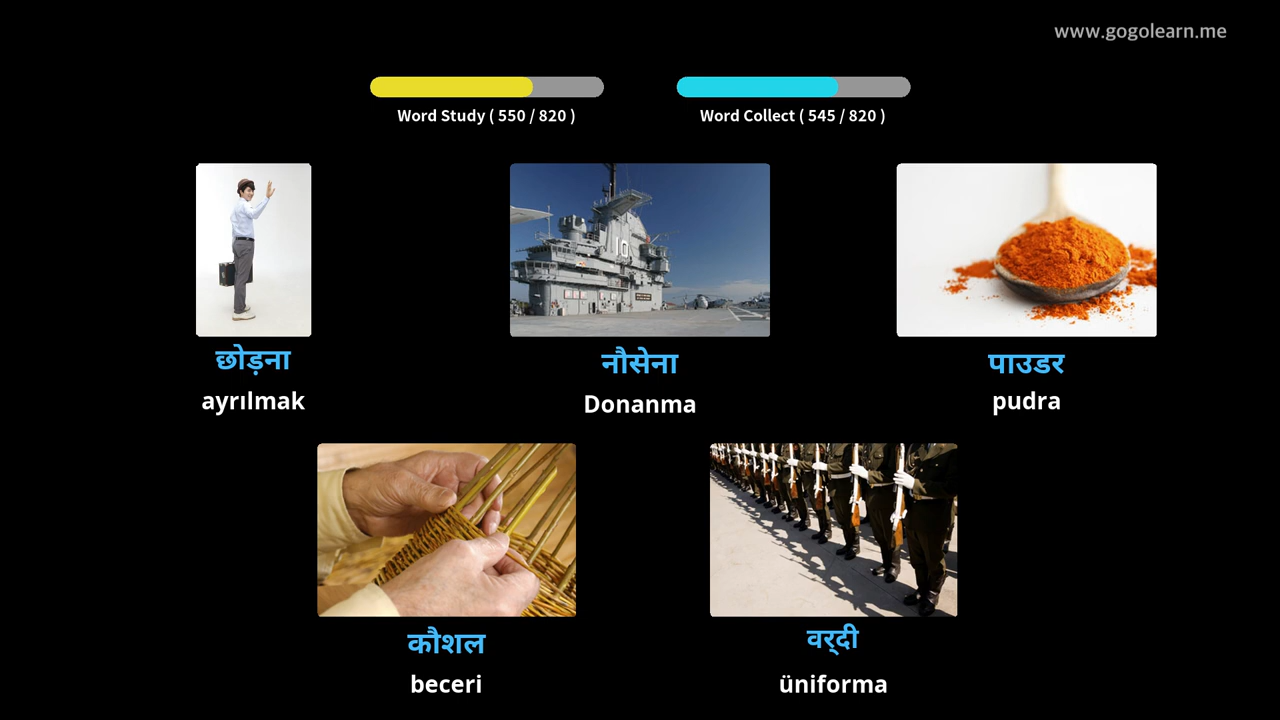 www.gogolearn.me
Word Study ( 550 / 820 )
Word Collect ( 545 / 820 )
छोड़ना
ayrılmak
नौसेना
Donanma
पाउडर
pudra
कौशल
beceri
वर्दी
üniforma